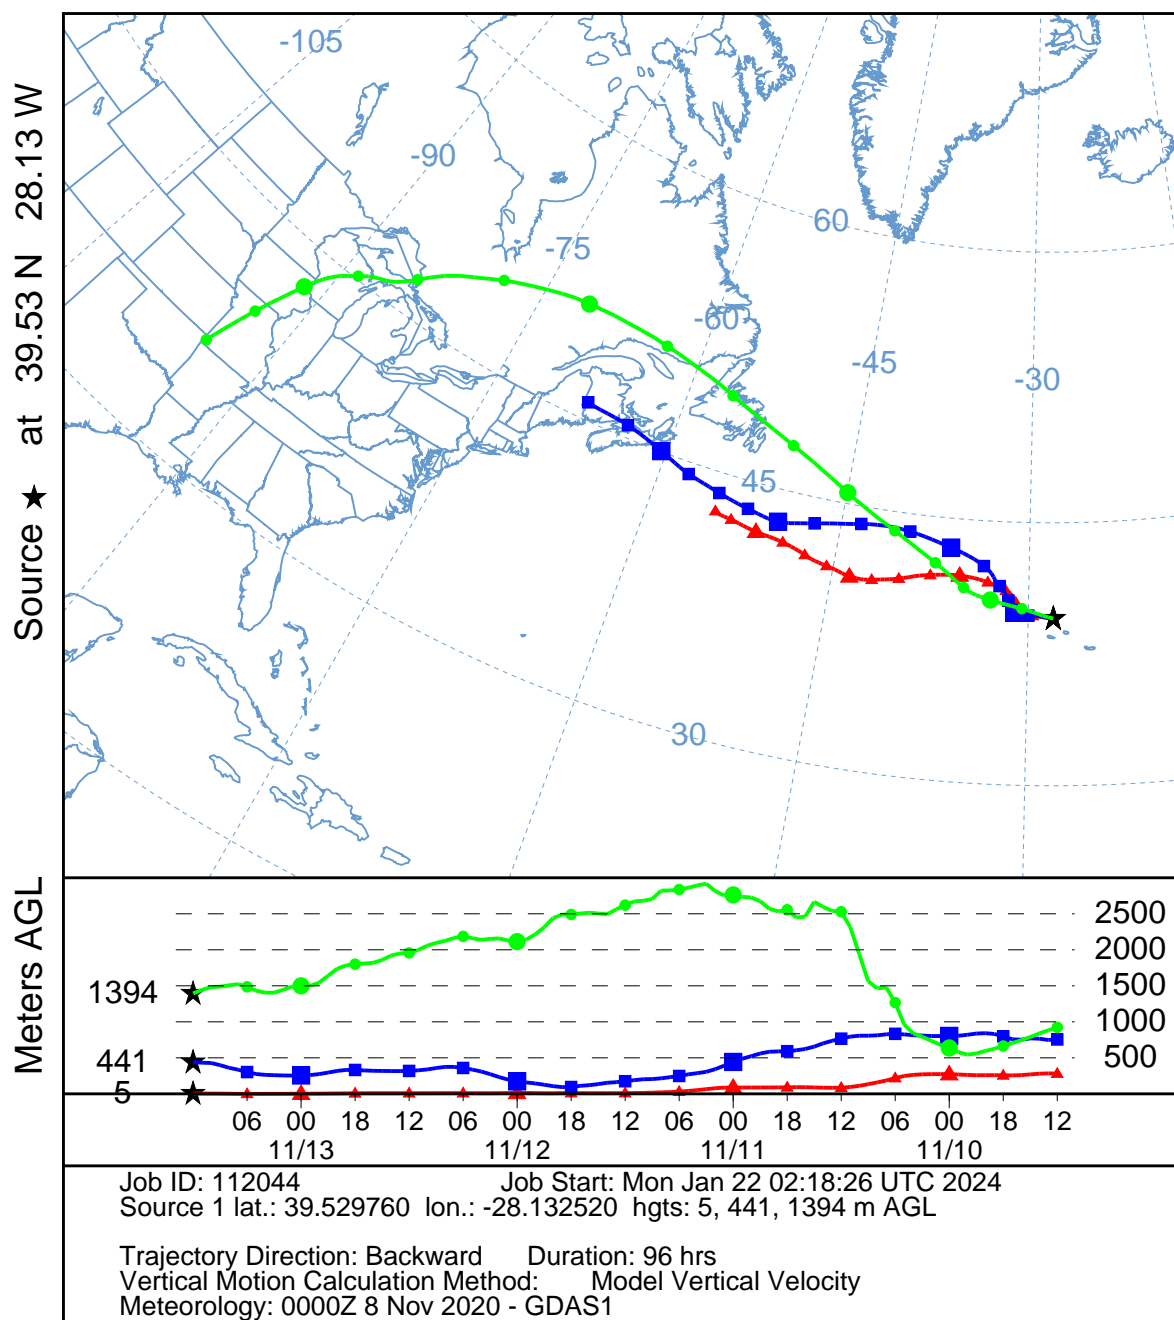 Source ★ at 39.53 N 28.13 W
-105
-90
-75
60
-60
-45
-30
45
30
Meters AGL
1394
441
5
2500
2000
1500
1000
500
06 00 18 12 06 00 18 12 06 00 18 12 06 00 18 12
11/13 11/12 11/11 11/10
Job ID: 112044 Job Start: Mon Jan 22 02:18:26 UTC 2024
Source 1 lat.: 39.529760 lon.: -28.132520 hgts: 5, 441, 1394 m AGL
Trajectory Direction: Backward Duration: 96 hrs
Vertical Motion Calculation Method: Model Vertical Velocity
Meteorology: 0000Z 8 Nov 2020 - GDAS1